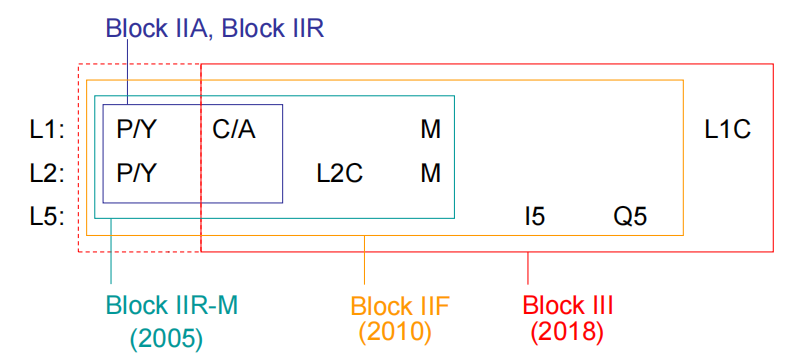 Block IIA, Block IIR
L1: P/Y C/A M L1C
L2: P/Y L2C M
L5: I5 Q5
Block IIR-M
(2005)
Block IIF
(2010)
Block III
(2018)